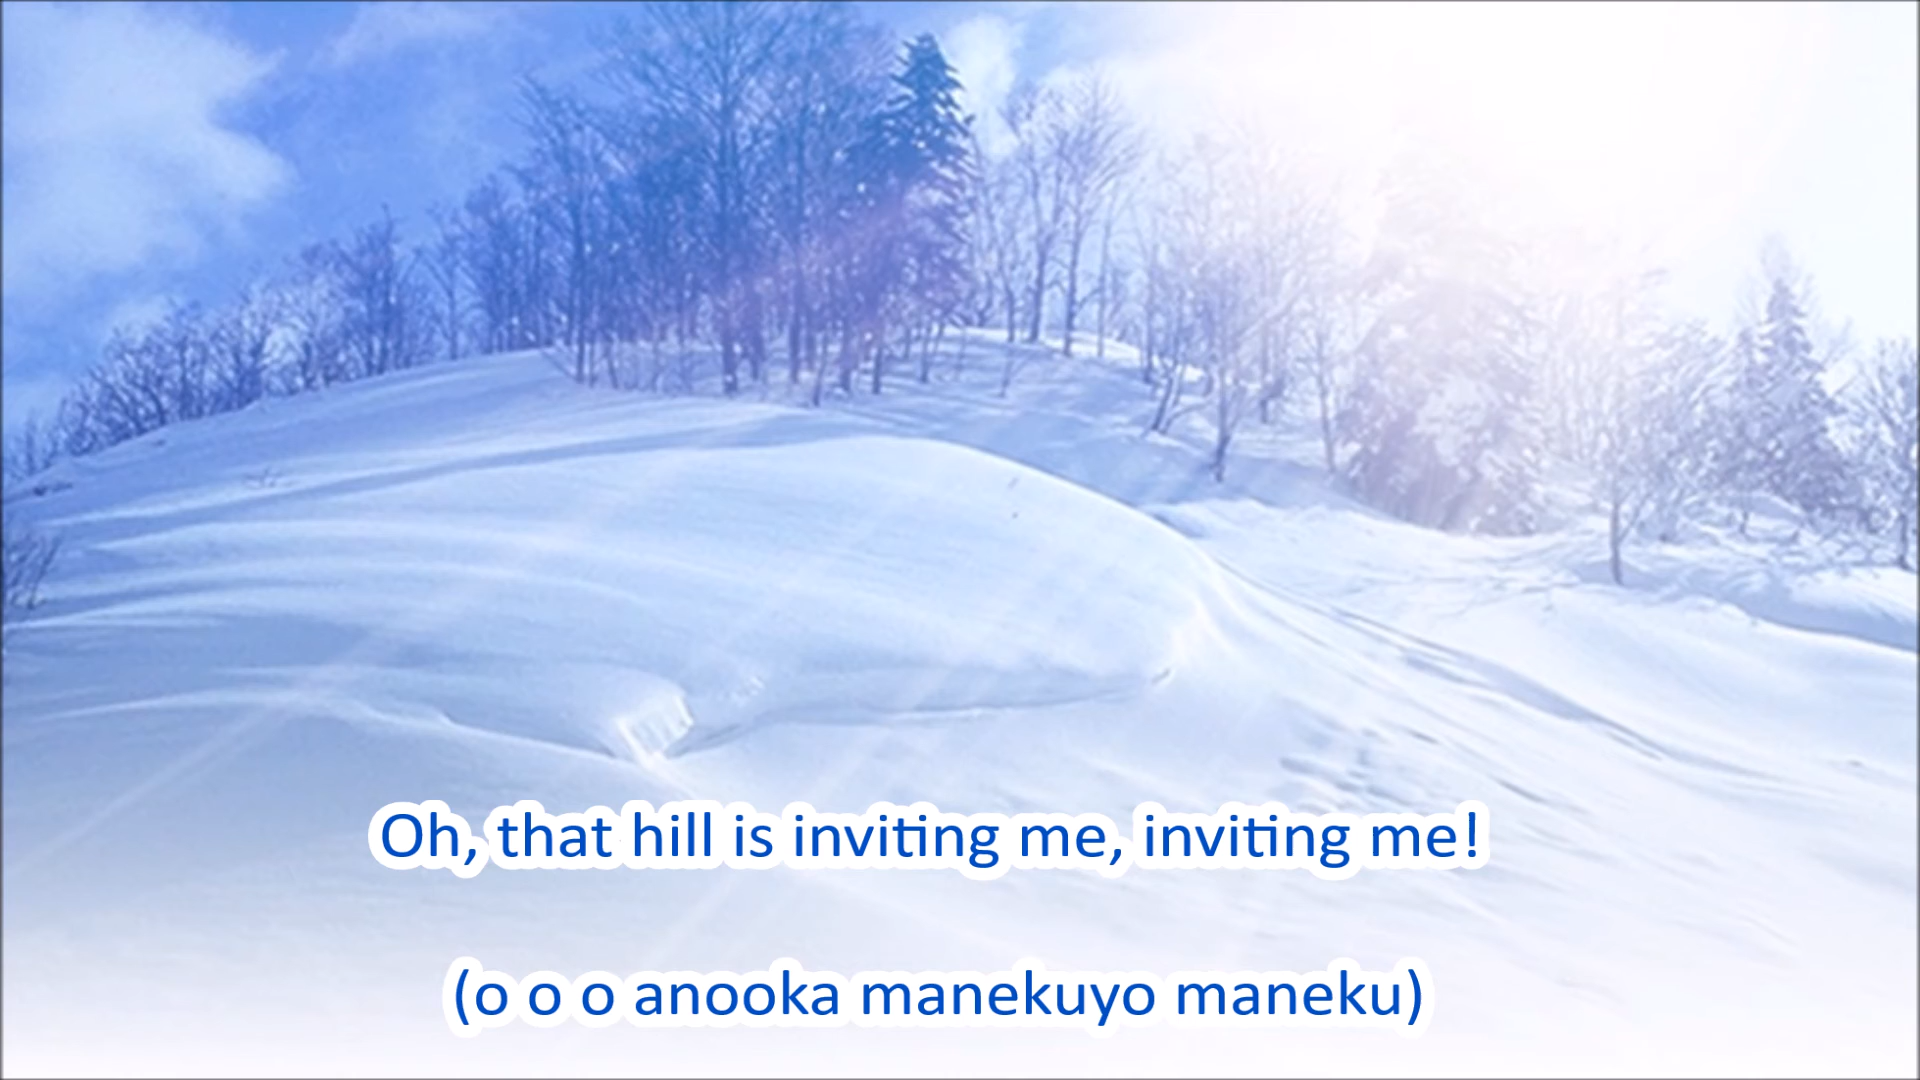 Oh, that hill is inviting me, inviting me!
(o o o anooka manekuyo maneku)